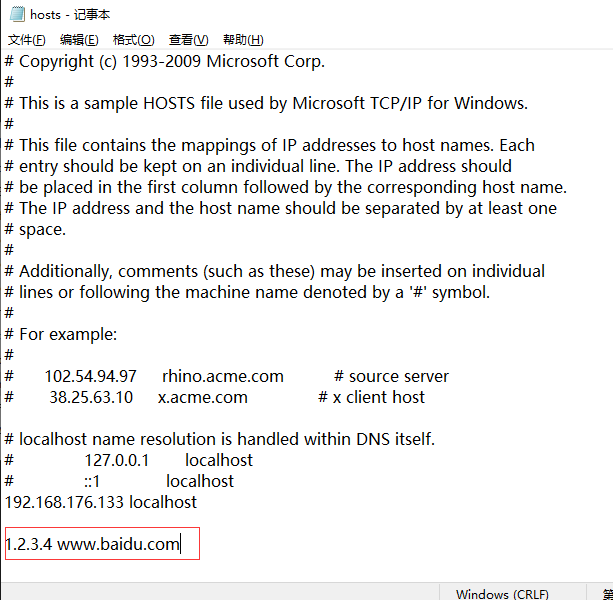 hosts - 记事本
文件(F) 编辑(E) 格式(O) 查看(V) 帮助(H)
# Copyright (c) 1993-2009 Microsoft Corp.
#
# This is a sample HOSTS file used by Microsoft TCP/IP for Windows.
#
# This file contains the mappings of IP addresses to host names. Each
# entry should be kept on an individual line. The IP address should
# be placed in the first column followed by the corresponding host name.
# The IP address and the host name should be separated by at least one
# space.
#
# Additionally, comments (such as these) may be inserted on individual
# lines or following the machine name denoted by a '#' symbol.
#
# For example:
#
# 102.54.94.97 rhino.acme.com # source server
# 38.25.63.10 x.acme.com # x client host
# localhost name resolution is handled within DNS itself.
# 127.0.0.1 localhost
# ::1 localhost
192.168.176.133 localhost
1.2.3.4 www.baidu.com
Windows (CRLF) 第